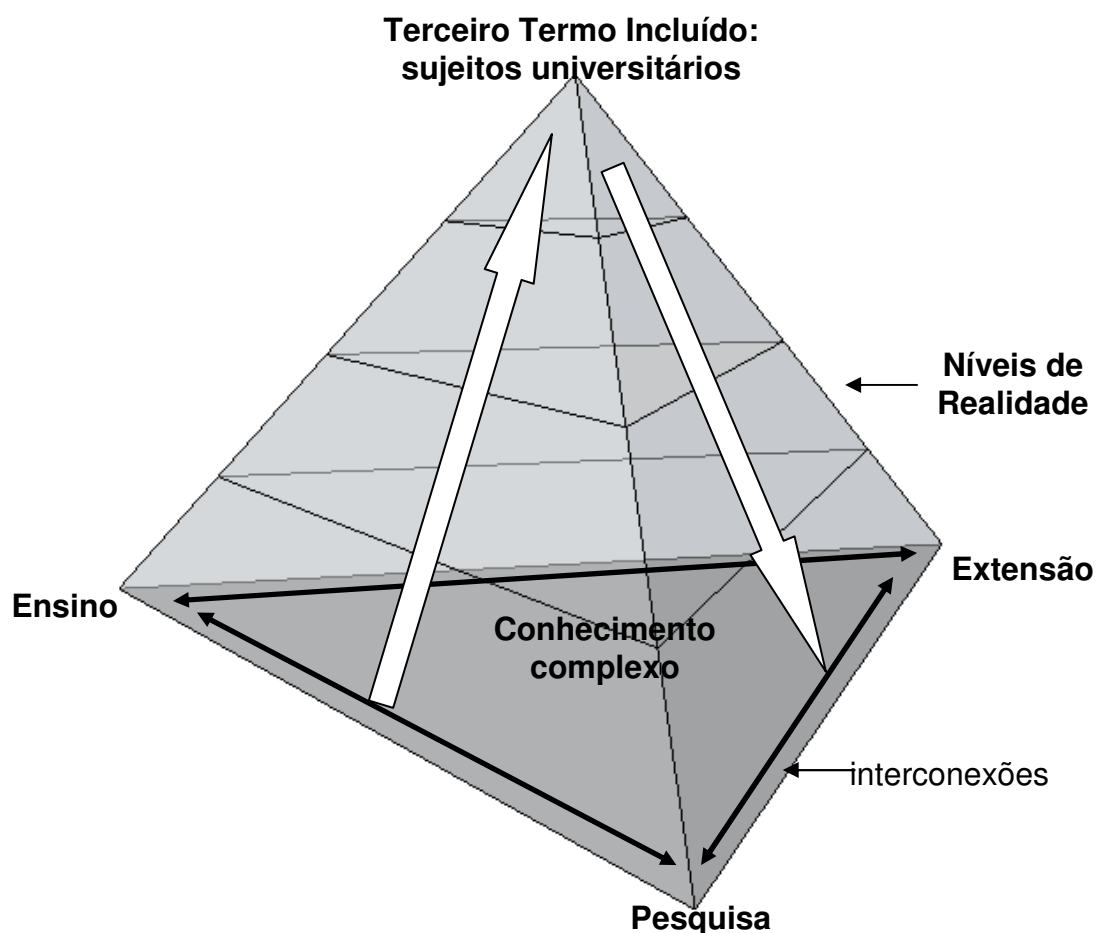 Terceiro Termo Incluído:
sujeitos universitários
Níveis de
Realidade
Extensão
Ensino
Conhecimento
complexo
interconexões
Pesquisa